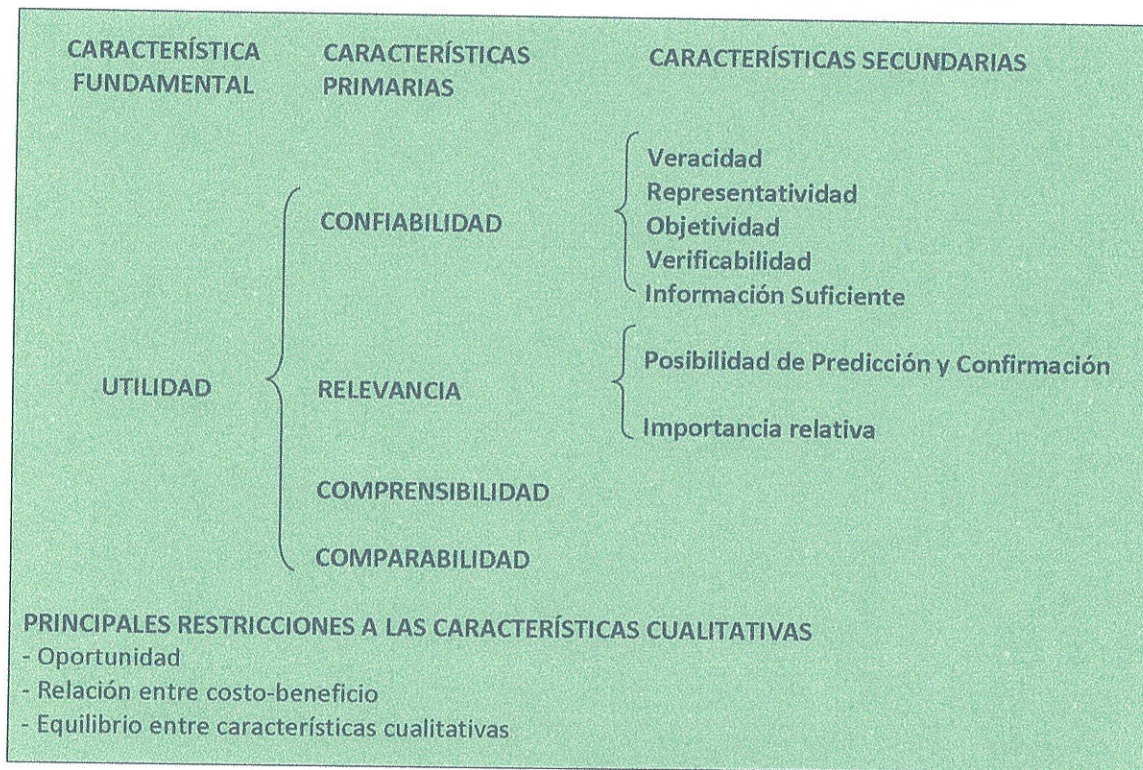 CARACTERÍSTICA
FUNDAMENTAL
CARACTERÍSTICAS
PRIMARIAS
CARACTERÍSTICAS SECUNDARIAS
UTILIDAD
CONFIABILIDAD
Veracidad
Representatividad
Objetividad
Verificabilidad
Información Suficiente
RELEVANCIA
Posibilidad de Predicción y Confirmación
Importancia relativa
COMPRENSIBILIDAD
COMPARABILIDAD
PRINCIPALES RESTRICCIONES A LAS CARACTERÍSTICAS CUALITATIVAS
- Oportunidad
- Relación entre costo-beneficio
- Equilibrio entre características cualitativas